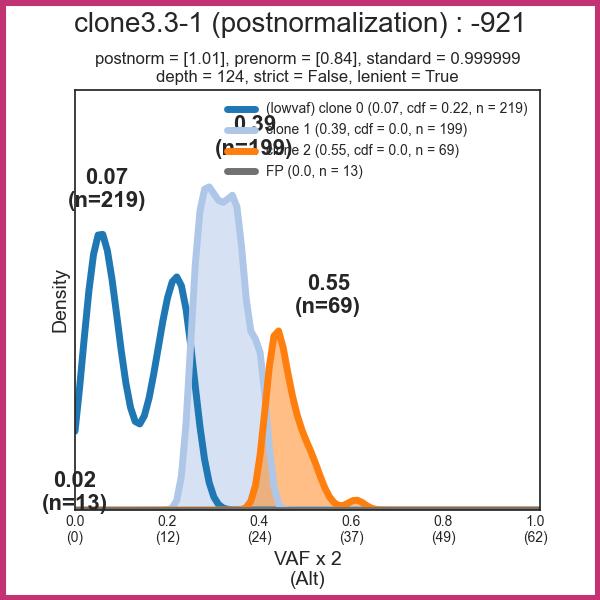 clone3.3-1 (postnormalization) : -921
postnorm = [1.01], prenorm = [0.84], standard = 0.999999
depth = 124, strict = False, lenient = True
(lowvaf) clone 0 (0.07, cdf = 0.22, n = 219)
clone 1 (0.39, cdf = 0.0, n = 199)
clone 2 (0.55, cdf = 0.0, n = 69)
FP (0.0, n = 13)
0.39
(n=199)
0.07
(n=219)
0.55
(n=69)
0.02
(n=13)
Density
0.0 0.2 0.4 0.6 0.8 1.0
(0) (12) (24) (37) (49) (62)
VAF x 2
(Alt)